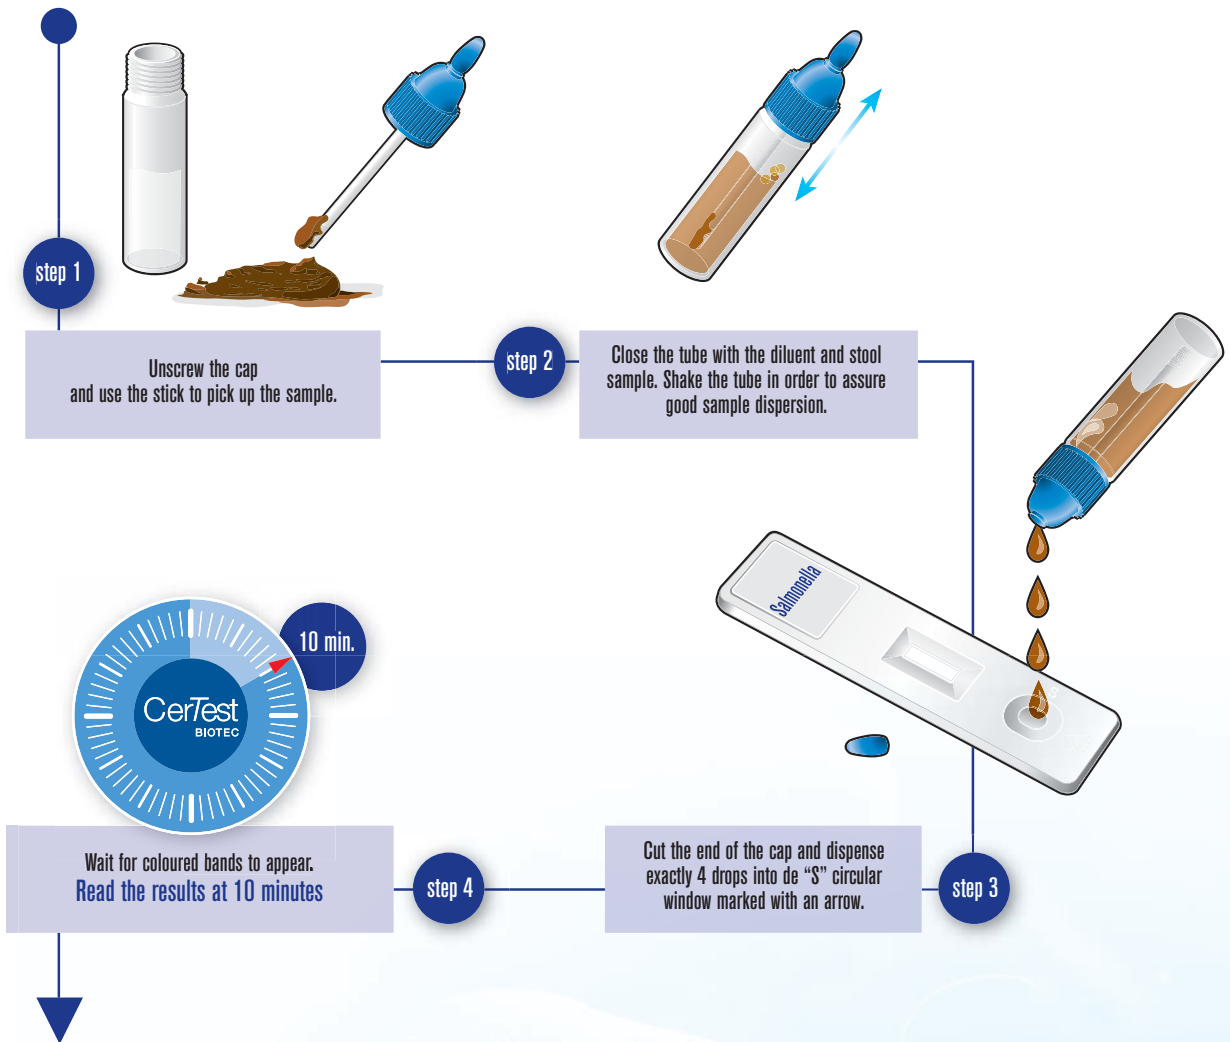 step 1
Unscrew the cap
and use the stick to pick up the sample.
step 2
Close the tube with the diluent and stool
sample. Shake the tube in order to assure
good sample dispersion.
Salmonella
S
step 3
Cut the end of the cap and dispense
exactly 4 drops into de “S” circular
window marked with an arrow.
10 min.
CerTest
BIOTEC
step 4
Wait for coloured bands to appear.
Read the results at 10 minutes